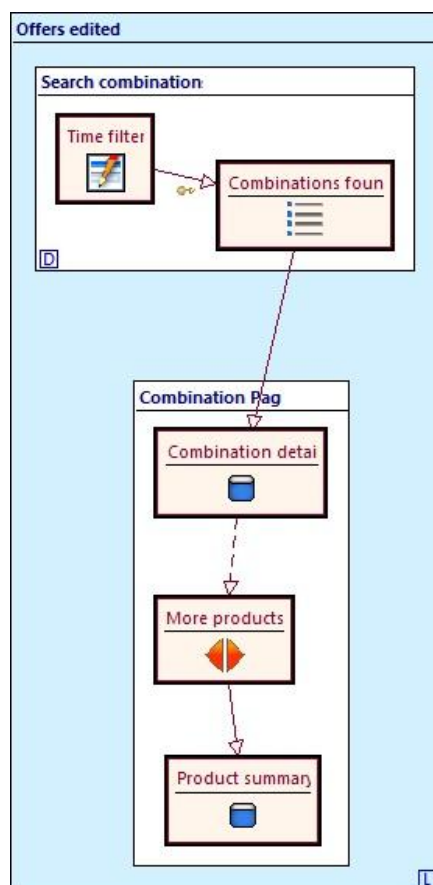 Offers edited
Search combination
Time filter
Combinations foun
D
Combination Pag
Combination detai
More products
Product summary
L